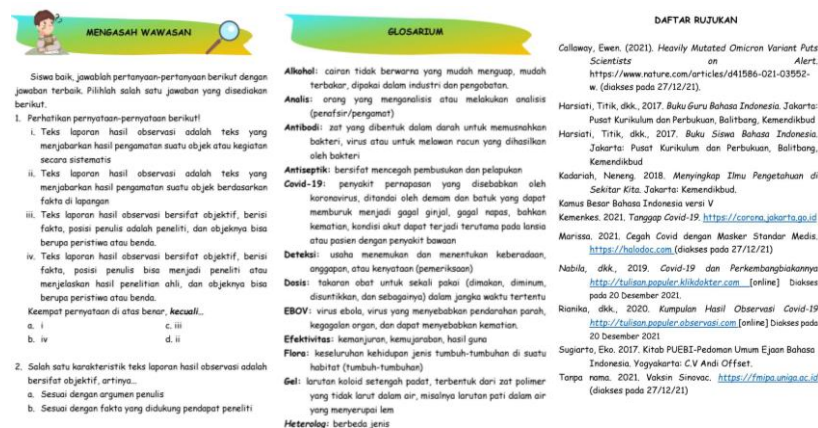 MENGASAH WAWASAN
Siswa baik, jawablah pertanyaan-pertanyaan berikut dengan
jawaban terbaik. Pilihlah salah satu jawaban yang disediakan
berikut.
1. Perhatikan pernyataan-pernyataan berikut!
i. Teks laporan hasil observasi adalah teks yang
menjabarkan hasil pengamatan suatu objek atau kegiatan
secara sistematis
ii. Teks laporan hasil observasi adalah teks yang
menjabarkan hasil pengamatan suatu objek berdasarkan
fakta di lapangan
iii. Teks laporan hasil observasi bersifat objektif, berisi
fakta, posisi penulis adalah peneliti, dan objeknya bisa
berupa peristiwa atau benda.
iv. Teks laporan hasil observasi bersifat objektif, berisi
fakta, posisi penulis bisa menjadi peneliti atau
menjelaskan hasil penelitian ahli, dan objeknya bisa
berupa peristiwa atau benda.
Keempat pernyataan di atas benar, kecuali...
a. i c. iii
b. iv d. ii
2. Salah satu karakteristik teks laporan hasil observasi adalah
bersifat objektif, artinya...
a. Sesuai dengan argumen penulis
b. Sesuai dengan fakta yang didukung pendapat peneliti
GLOSARIUM
Alkohol: cairan tidak berwarna yang mudah menguap, mudah
terbakar, dipakai dalam industri dan pengobatan.
Analis: orang yang menganalisis atau melakukan analisis
(penafsir/pengamat)
Antibodi: zat yang dibentuk dalam darah untuk memusnahkan
bakteri, virus atau untuk melawan racun yang dihasilkan
oleh bakteri
Antiseptik: bersifat mencegah pembusukan dan pelapukan
Covid-19: penyakit pernapasan yang disebabkan oleh
koronavirus, ditandai oleh demam dan batuk yang dapat
memburuk menjadi gagal ginjal, gagal napas, bahkan
kematian, kondisi akut dapat terjadi terutama pada lansia
atau pasien dengan penyakit bawaan
Deteksi: usaha menemukan dan menentukan keberadaan,
anggapan, atau kenyataan (pemeriksaan)
Dosis: takaran obat untuk sekali pakai (dimakan, diminum,
disuntikkan, dan sebagainya) dalam jangka waktu tertentu
EBOV: virus ebola, virus yang menyebabkan pendarahan parah,
kegagalan organ, dan dapat menyebabkan kematian.
Efektivitas: kemanjuran, kemujaraban, hasil guna
Flora: keseluruhan kehidupan jenis tumbuh-tumbuhan di suatu
habitat (tumbuh-tumbuhan)
Gel: larutan koloid setengah padat, terbentuk dari zat polimer
yang tidak larut dalam air, misalnya larutan pati dalam air
yang menyerupai lem
Heterolog: berbeda jenis
DAFTAR RUJUKAN
Callaway, Ewen. (2021). Heavily Mutated Omicron Variant Puts
Scientists on Alert.
https://www.nature.com/articles/d41586-021-03552-
w. (diakses pada 27/12/21).
Harsiati, Titik, dkk., 2017. Buku Guru Bahasa Indonesia. Jakarta:
Pusat Kurikulum dan Perbukuan, Balitbang, Kemendikbud
Harsiati, Titik, dkk., 2017. Buku Siswa Bahasa Indonesia.
Jakarta: Pusat Kurikulum dan Perbukuan, Balitbang,
Kemendikbud
Kadariah, Neneng. 2018. Menyingkap Ilmu Pengetahuan di
Sekitar Kita. Jakarta: Kemendikbud.
Kamus Besar Bahasa Indonesia versi V
Kemenkes. 2021. Tanggap Covid-19. https://corona.jakarta.go.id
Marissa. 2021. Cegah Covid dengan Masker Standar Medis.
https://halodoc.com (diakses pada 27/12/21)
Nabila, dkk., 2019. Covid-19 dan Perkembangbiakannya
http://tulisan.populer.klikdokter.com [online] Diakses
pada 20 Desember 2021.
Rianika, dkk., 2020. Kumpulan Hasil Observasi Covid-19
http://tulisan.populer.observasi.com [online] Diakses pada
20 Desember 2021
Sugiarto, Eko. 2017. Kitab PUEBI-Pedoman Umum Ejaan Bahasa
Indonesia. Yogyakarta: C.V Andi Offset.
Tanpa nama. 2021. Vaksin Sinovac. https://fmipa.uniga.ac.id
(diakses pada 27/12/21)